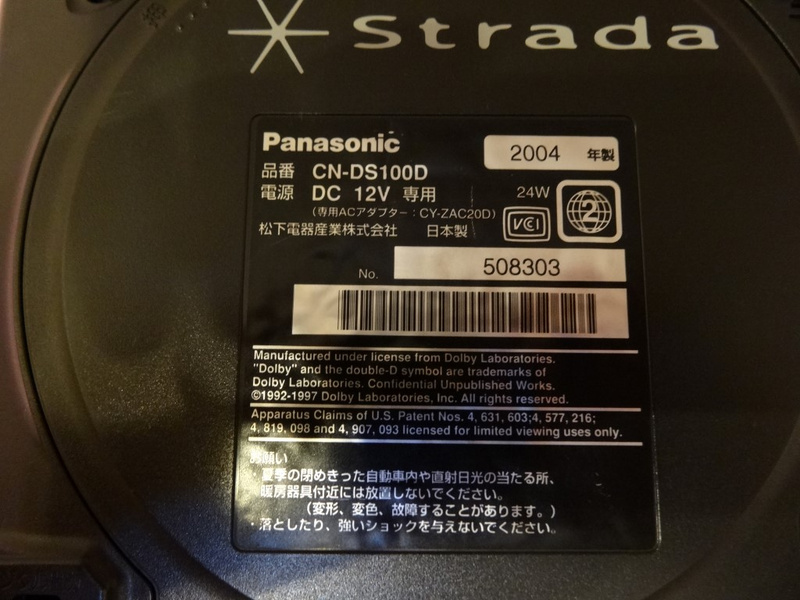 Strada
Panasonic
2004 年製
品番 CN-DS100D
電源 DC 12V 専用 24W
(専用ACアダプター：CY-ZAC20D)
松下電器産業株式会社 日本製
VCI
2
No. 508303
Manufactured under license from Dolby Laboratories.
"Dolby" and the double-D symbol are trademarks of
Dolby Laboratories. Confidential Unpublished Works.
©1992-1997 Dolby Laboratories, Inc. All rights reserved.
Apparatus Claims of U.S. Patent Nos. 4, 631, 603;4, 577, 216;
4, 819, 098 and 4, 907, 093 licensed for limited viewing uses only.
お願い
・夏季の閉めきった自動車内や直射日光の当たる所、
暖房器具付近には放置しないでください。
（変形、変色、故障することがあります。）
・落としたり、強いショックを与えないでください。